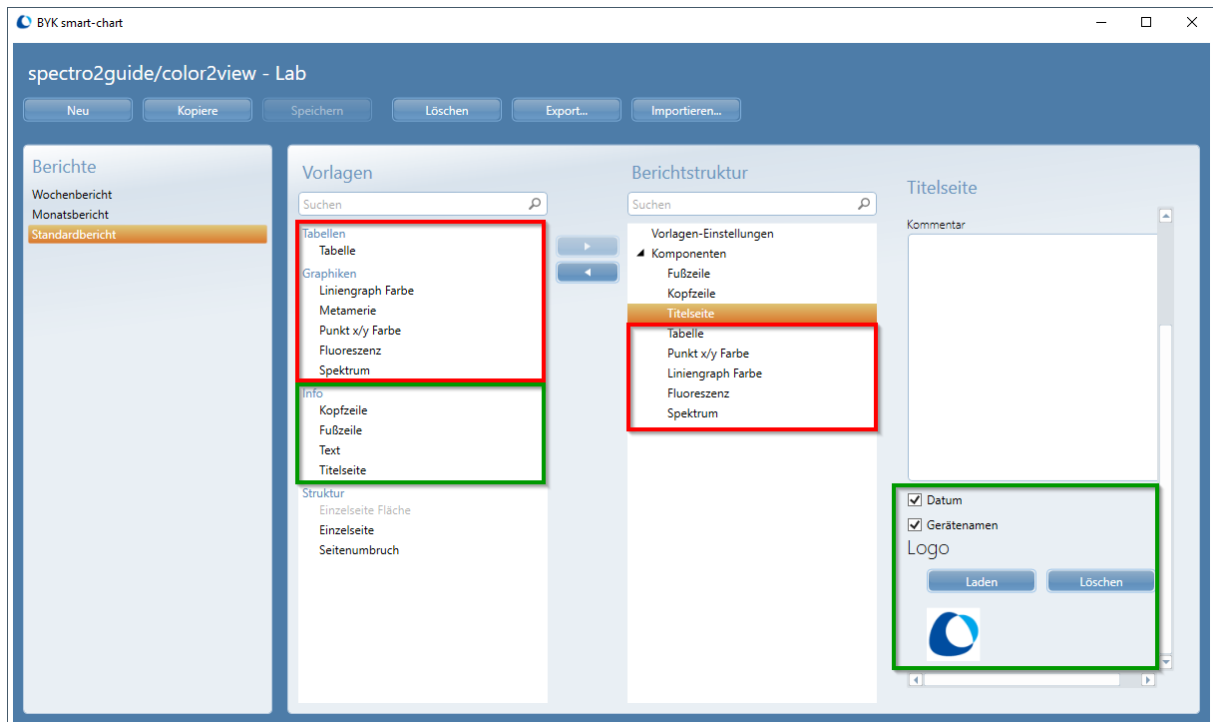 BYK smart-chart
spectro2guide/color2view - Lab
Neu
Kopiere
Speichern
Löschen
Export...
Importieren...
Berichte
Wochenbericht
Monatsbericht
Standardbericht
Vorlagen
Suchen
Tabellen
Tabelle
Graphiken
Liniengraph Farbe
Metamerie
Punkt x/y Farbe
Fluoreszenz
Spektrum
Info
Kopfzeile
Fußzeile
Text
Titelseite
Struktur
Einzelseite Fläche
Einzelseite
Seitenumbruch
Berichtstruktur
Suchen
Vorlagen-Einstellungen
Komponenten
Fußzeile
Kopfzeile
Titelseite
Tabelle
Punkt x/y Farbe
Liniengraph Farbe
Fluoreszenz
Spektrum
Titelseite
Kommentar
Datum
Gerätenamen
Logo
Laden
Löschen